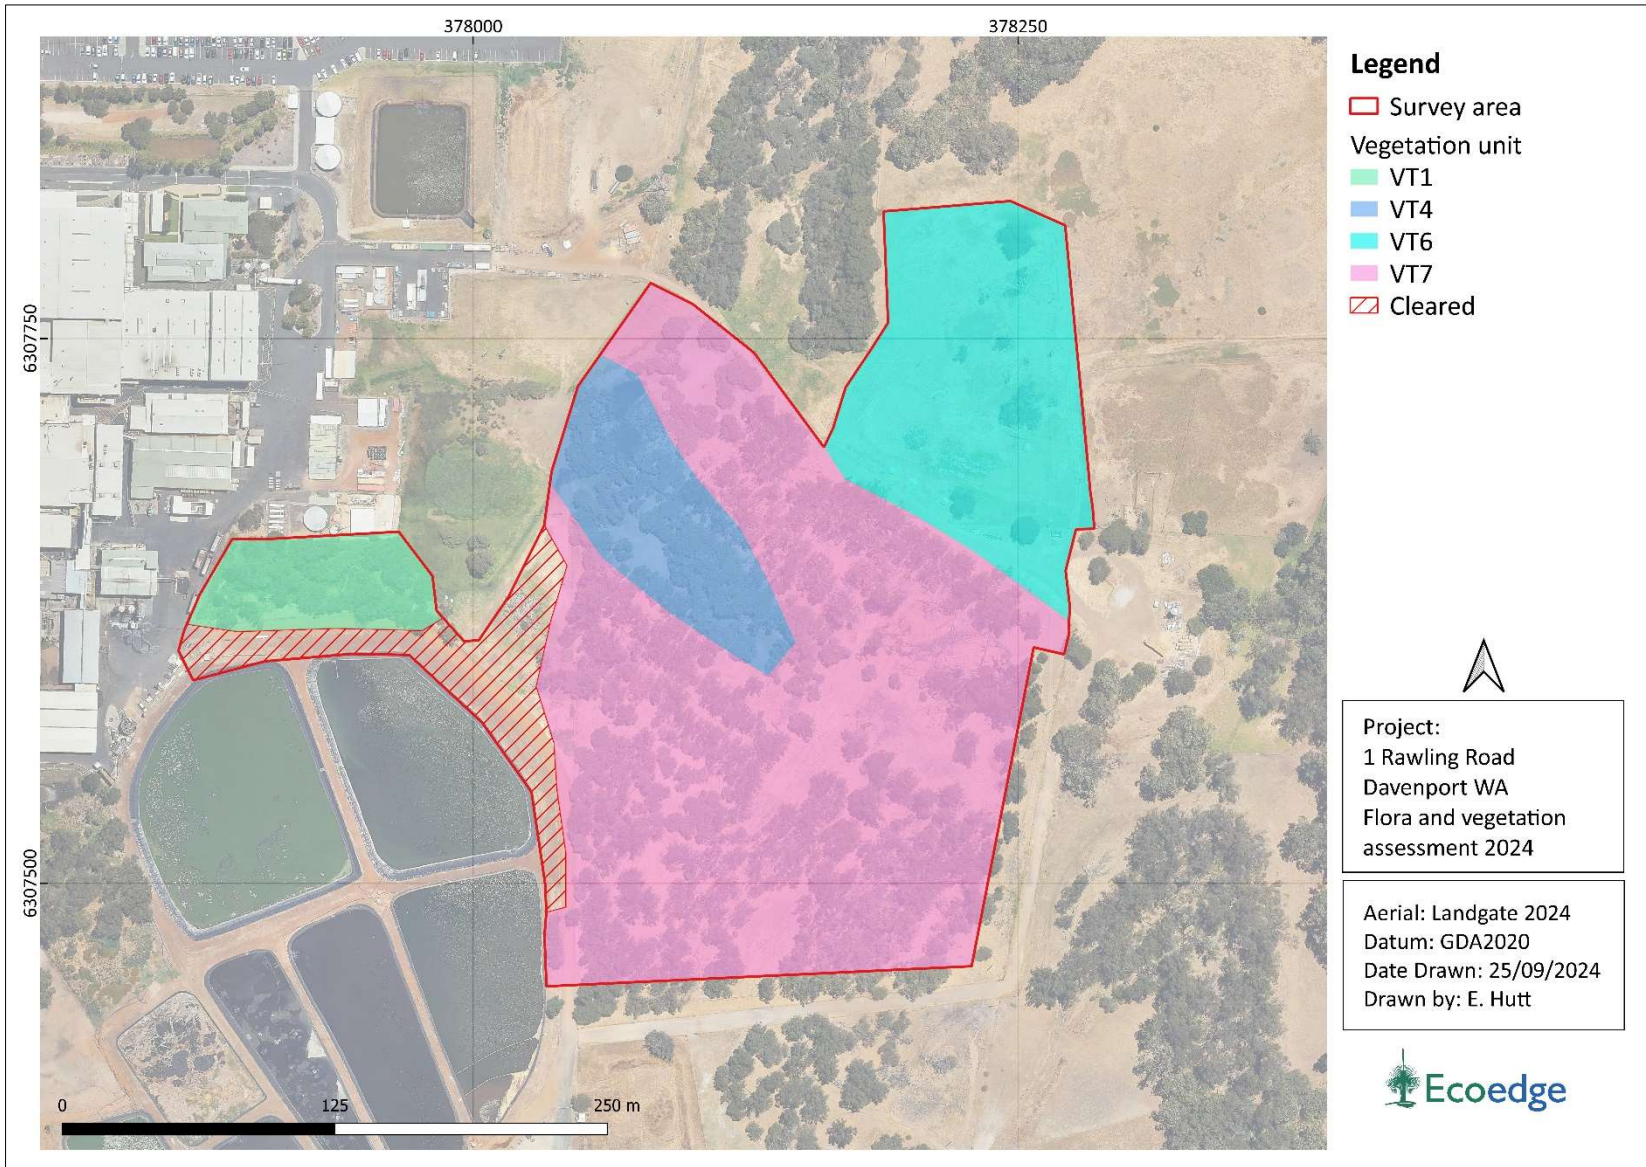 378000
378250
6307750
6307500
0
125
250 m
Legend
Survey area
Vegetation unit
VT1
VT4
VT6
VT7
Cleared
Project:
1 Rawling Road
Davenport WA
Flora and vegetation
assessment 2024
Aerial: Landgate 2024
Datum: GDA2020
Date Drawn: 25/09/2024
Drawn by: E. Hutt
Ecoedge